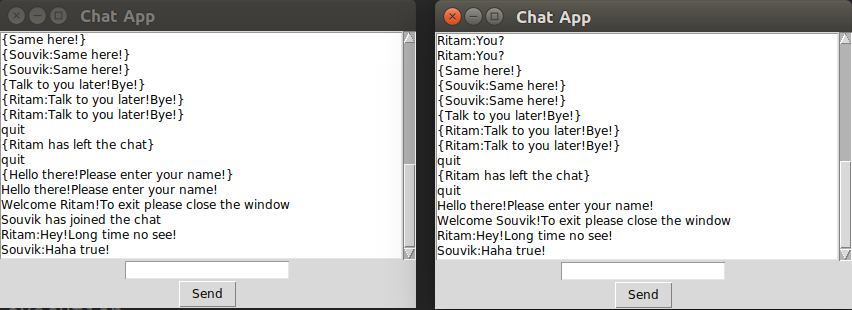 Chat App
{Same here!}
{Souvik:Same here!}
{Souvik:Same here!}
{Talk to you later!Bye!}
{Ritam:Talk to you later!Bye!}
{Ritam:Talk to you later!Bye!}
quit
{Ritam has left the chat}
quit
{Hello there!Please enter your name!}
Hello there!Please enter your name!
Welcome Ritam!To exit please close the window
Souvik has joined the chat
Ritam:Hey!Long time no see!
Souvik:Haha true!
Send
Chat App
Ritam:You?
Ritam:You?
{Same here!}
{Souvik:Same here!}
{Souvik:Same here!}
{Talk to you later!Bye!}
{Ritam:Talk to you later!Bye!}
{Ritam:Talk to you later!Bye!}
quit
{Ritam has left the chat}
quit
Hello there!Please enter your name!
Welcome Souvik!To exit please close the window
Ritam:Hey!Long time no see!
Souvik:Haha true!
Send